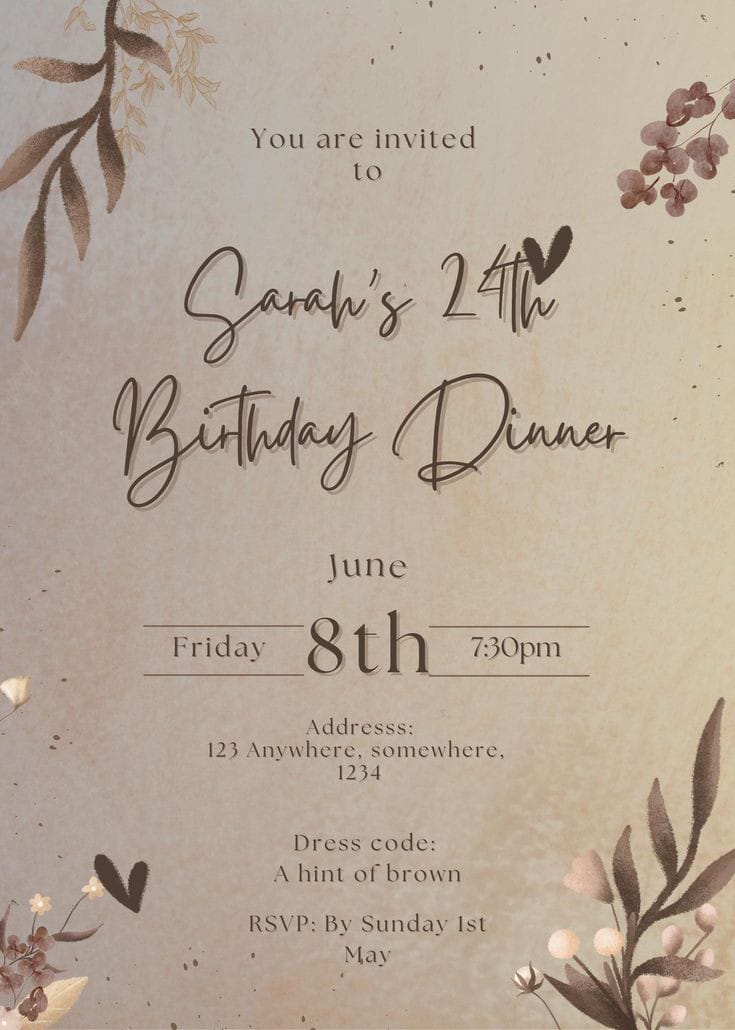 You are invited
to
Sarah's 24th
Birthday Dinner
June
Friday 8th 7:30pm
Addresss:
123 Anywhere, somewhere,
1234
Dress code:
A hint of brown
RSVP: By Sunday 1st
May